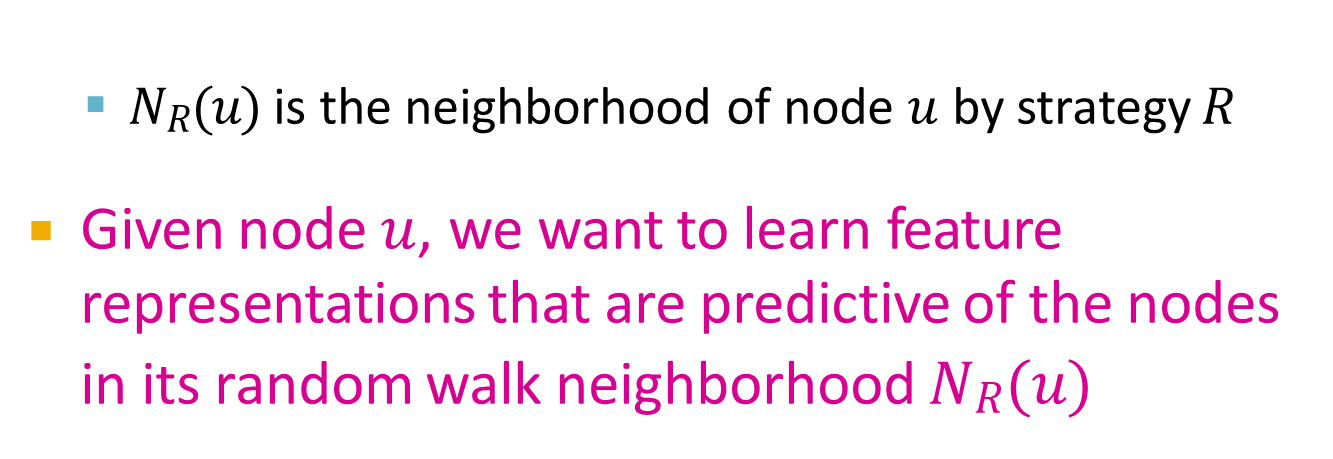 ▪ N_R(u) is the neighborhood of node u by strategy R
▪ Given node u, we want to learn feature
representations that are predictive of the nodes
in its random walk neighborhood N_R(u)